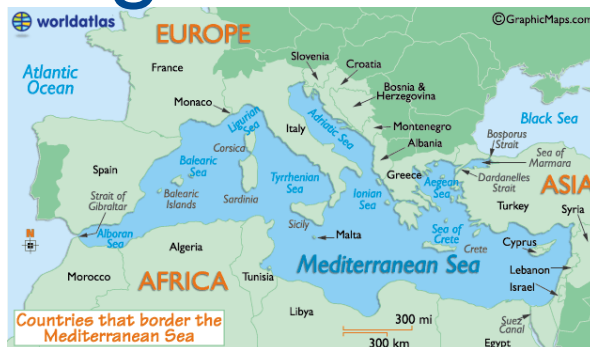 worldatlas
©GraphicMaps.com
EUROPE
Atlantic
Ocean
France
Slovenia
Croatia
Bosnia &
Herzegovina
Monaco
Ligurian
Sea
Italy
Adriatic Sea
Montenegro
Albania
Black Sea
Bosporus
Strait
Sea of
Marmara
Dardanelles
Strait
ASIA
Spain
Balearic
Sea
Corsica
Balearic
Islands
Sardinia
Tyrrhenian
Sea
Ionian
Sea
Greece
Aegean
Sea
Turkey
Syria
Strait of
Gibraltar
Alboran
Sea
Sicily
Malta
Sea of
Crete
Crete
Cyprus
Lebanon
Israel
N
Morocco
Algeria
AFRICA
Tunisia
Mediterranean Sea
Libya
Egypt
Suez
Canal
300 mi
300 km
Countries that border the
Mediterranean Sea